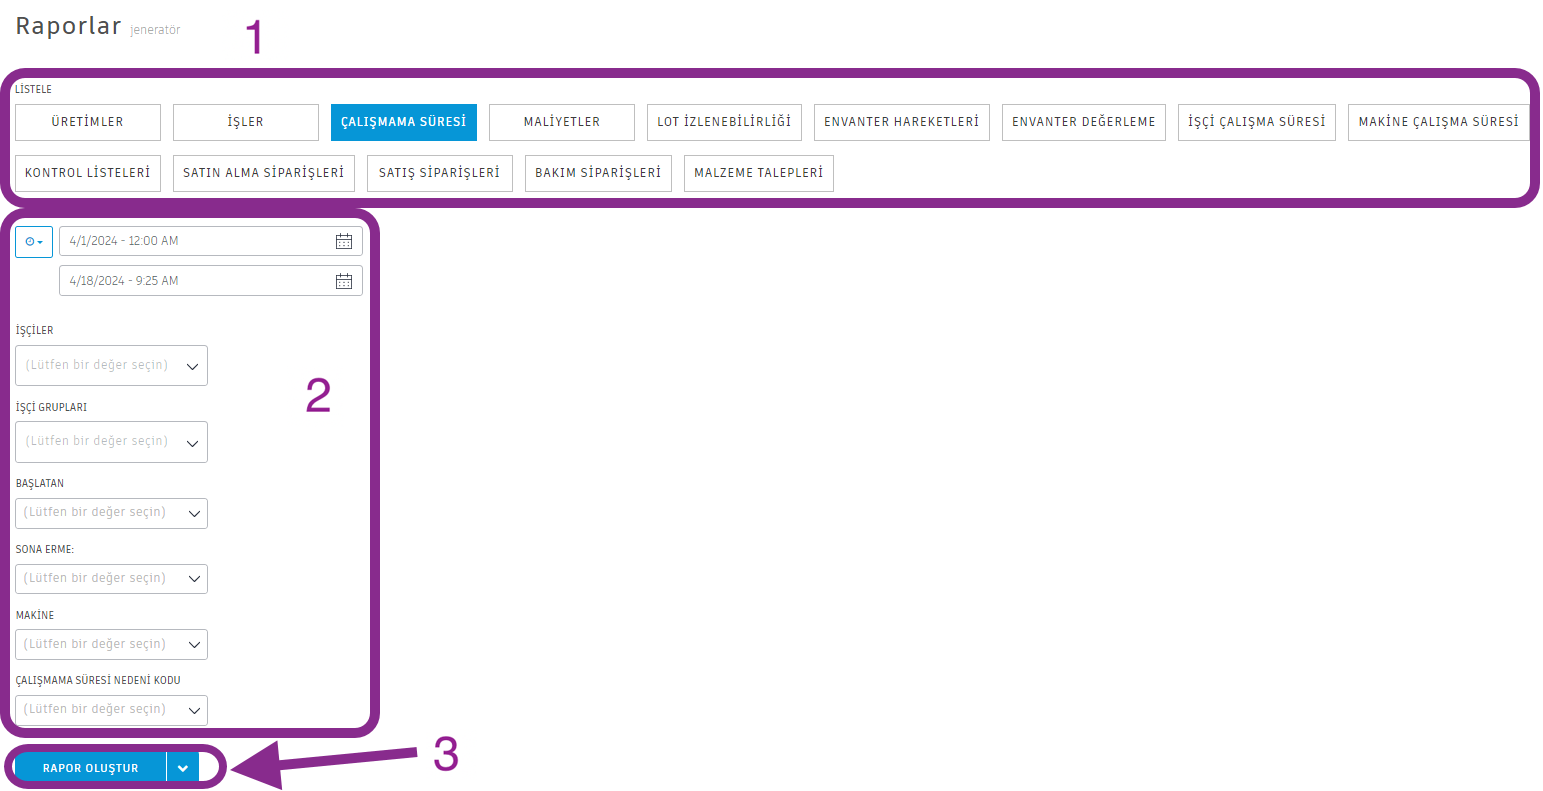 Raporlar jeneratör
1
LİSTELE
ÜRETİMLER İŞLER ÇALIŞMAMA SÜRESİ MALİYETLER LOT İZLENEBİLİRLİĞİ ENVANTER HAREKETLERİ ENVANTER DEĞERLEME İŞÇİ ÇALIŞMA SÜRESİ MAKİNE ÇALIŞMA SÜRESİ
KONTROL LİSTELERİ SATIN ALMA SİPARİŞLERİ SATIŞ SİPARİŞLERİ BAKIM SİPARİŞLERİ MALZEME TALEPLERİ
4/1/2024 - 12:00 AM
4/18/2024 - 9:25 AM
İŞÇİLER
(Lütfen bir değer seçin)
2
İŞÇİ GRUPLARI
(Lütfen bir değer seçin)
BAŞLATAN
(Lütfen bir değer seçin)
SONA ERME:
(Lütfen bir değer seçin)
MAKİNE
(Lütfen bir değer seçin)
ÇALIŞMAMA SÜRESİ NEDENİ KODU
(Lütfen bir değer seçin)
3
RAPOR OLUŞTUR